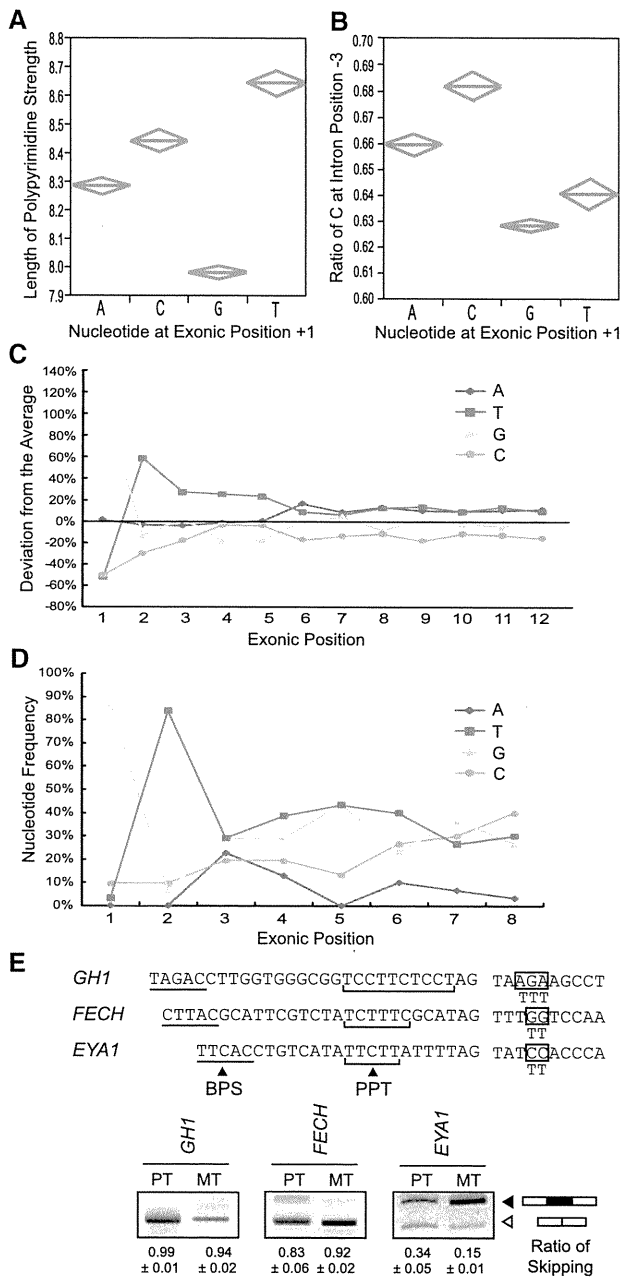 A
Length of Polypyrimidine Strength
8.8
8.7
8.6
8.5
8.4
8.3
8.2
8.1
8.0
7.9
A C G T
Nucleotide at Exonic Position +1
B
Ratio of C at Intron Position -3
0.70
0.69
0.68
0.67
0.66
0.65
0.64
0.63
0.62
0.61
0.60
A C G T
Nucleotide at Exonic Position +1
C
Deviation from the Average
140%
120%
100%
80%
60%
40%
20%
0%
-20%
-40%
-60%
-80%
1 2 3 4 5 6 7 8 9 10 11 12
Exonic Position
A
T
G
C
D
Nucleotide Frequency
100%
90%
80%
70%
60%
50%
40%
30%
20%
10%
0%
1 2 3 4 5 6 7 8
Exonic Position
A
T
G
C
E
GH1 TAGACCTTGGTGGGCGGTCCTTCTCCTAG TAAGAAGCCT
TTT
FECH CTTACGCATTCGTCTATCTTTCGCATAG TTTGGTCCAA
TT
EYA1 TTCACCTGTCATATTCTTATTTTAG TATCCACCCA
TT
BPS PPT
GH1 FECH EYA1
PT MT PT MT PT MT
0.99 0.94 0.83 0.92 0.34 0.15 Ratio of
± 0.01 ± 0.02 ± 0.06 ± 0.02 ± 0.05 ± 0.01 Skipping